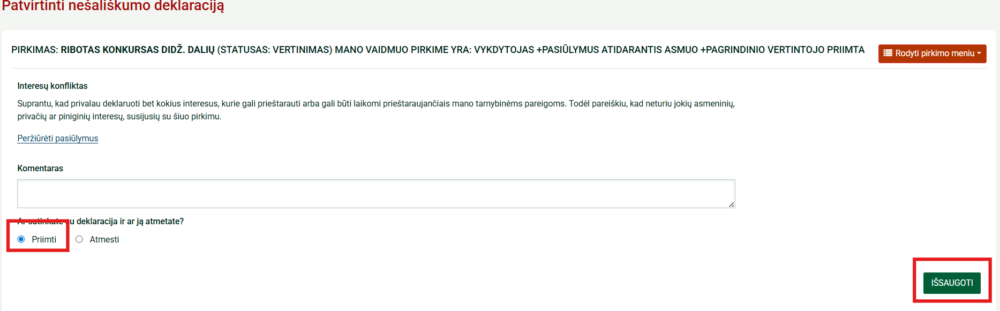 Patvirtinti nešališkumo deklaraciją
PIRKIMAS: RIBOTAS KONKURSAS DIDŽ. DALIŲ (STATUSAS: VERTINIMAS) MANO VAIDMUO PIRKIME YRA: VYKDYTOJAS +PASIŪLYMUS ATIDARANTIS ASMUO +PAGRINDINIO VERTINTOJO PRIIMTA
Rodyti pirkimo meniu
Interesų konfliktas
Suprantu, kad privalau deklaruoti bet kokius interesus, kurie gali prieštarauti arba gali būti laikomi prieštaraujančiais mano tarnybinėms pareigoms. Todėl pareiškiu, kad neturiu jokių asmeninių,
privačių ar piniginių interesų, susijusių su šiuo pirkimu.
Peržiūrėti pasiūlymus
Komentaras
Ar sutinkate su deklaracija ir ar ją atmetate?
Priimti
Atmesti
IŠSAUGOTI